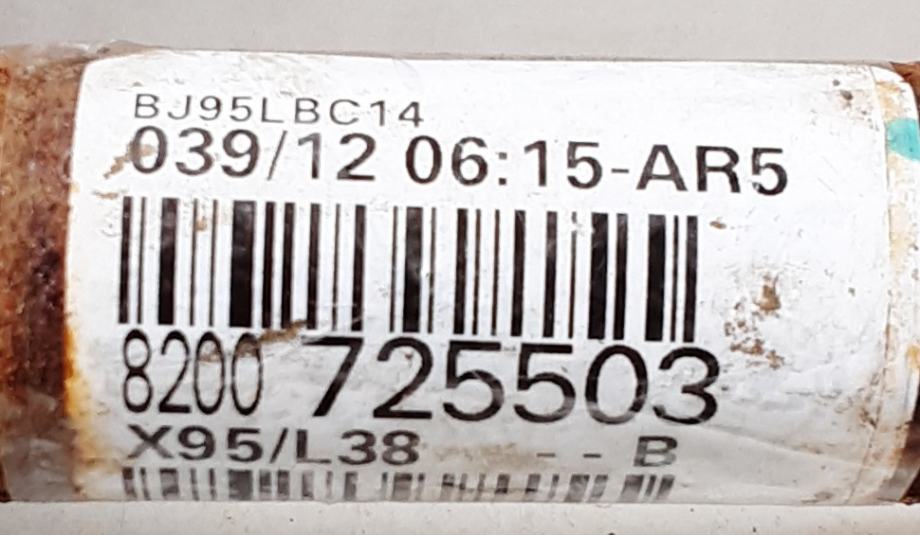 BJ95LBC14
039/12 06:15-AR5
8200 725503
X95/L38 -- B